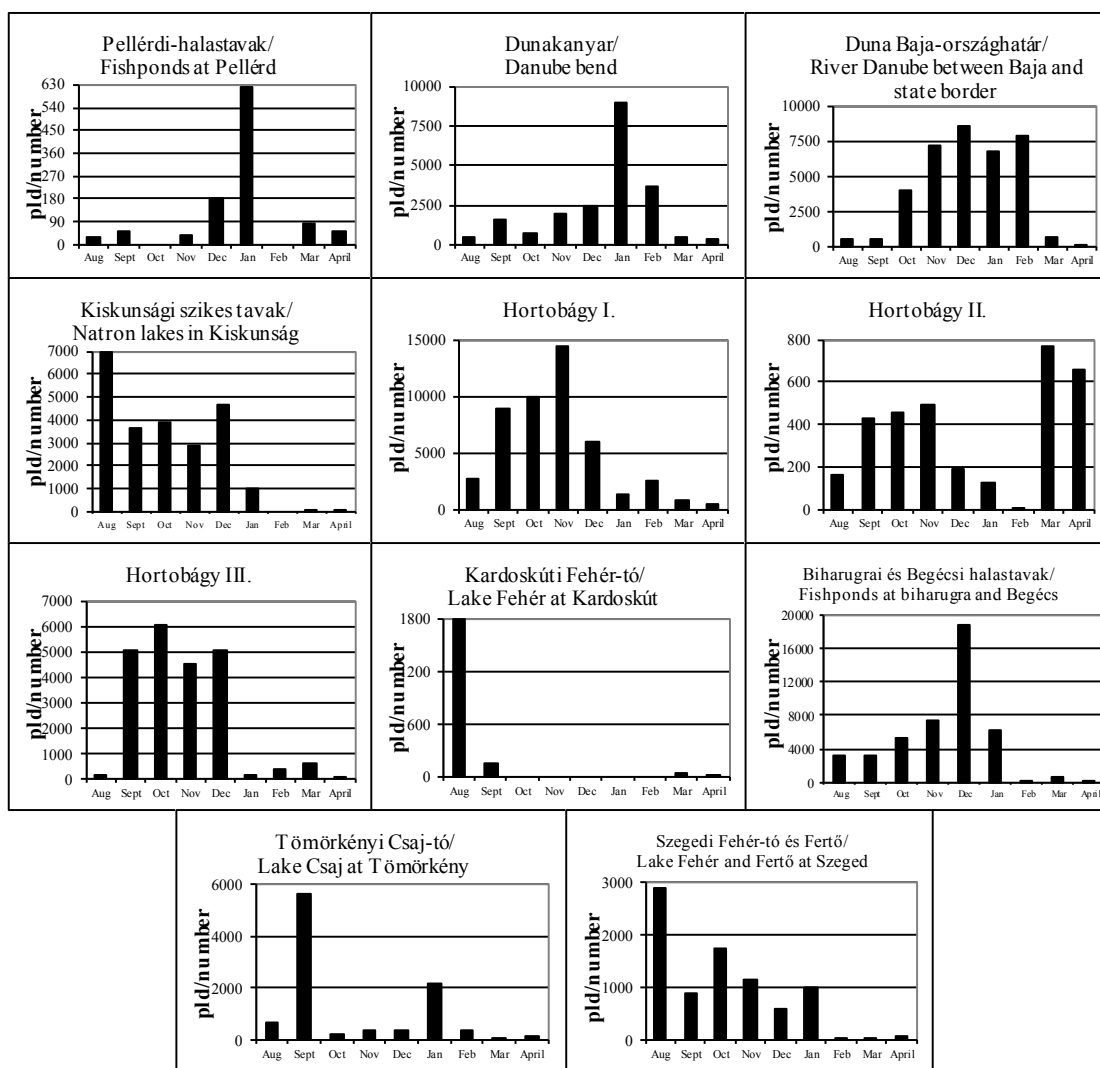 Pellérdi-halastavak/
Fishponds at Pellérd
pld/number
630
540
450
360
270
180
90
0
Aug Sept Oct Nov Dec Jan Feb Mar April
Dunakanyar/
Danube bend
pld/number
10000
7500
5000
2500
0
Aug Sept Oct Nov Dec Jan Feb Mar April
Duna Baja-országhatár/
River Danube between Baja and
state border
pld/number
10000
7500
5000
2500
0
Aug Sept Oct Nov Dec Jan Feb Mar April
Kiskunsági szikes tavak/
Natron lakes in Kiskunság
pld/number
7000
6000
5000
4000
3000
2000
1000
0
Aug Sept Oct Nov Dec Jan Feb Mar April
Hortobágy I.
pld/number
15000
10000
5000
0
Aug Sept Oct Nov Dec Jan Feb Mar April
Hortobágy II.
pld/number
800
600
400
200
0
Aug Sept Oct Nov Dec Jan Feb Mar April
Hortobágy III.
pld/number
7000
6000
5000
4000
3000
2000
1000
0
Aug Sept Oct Nov Dec Jan Feb Mar April
Kardoskúti Fehér-tó/
Lake Fehér at Kardoskút
pld/number
1800
1200
600
0
Aug Sept Oct Nov Dec Jan Feb Mar April
Biharugrai és Begécsi halastavak/
Fishponds at biharugra and Begécs
pld/number
20000
16000
12000
8000
4000
0
Aug Sept Oct Nov Dec Jan Feb Mar April
Tömörkényi Csaj-tó/
Lake Csaj at Tömörkény
pld/number
6000
4000
2000
0
Aug Sept Oct Nov Dec Jan Feb Mar April
Szegedi Fehér-tó és Fertő/
Lake Fehér and Fertő at Szeged
pld/number
3000
2000
1000
0
Aug Sept Oct Nov Dec Jan Feb Mar April